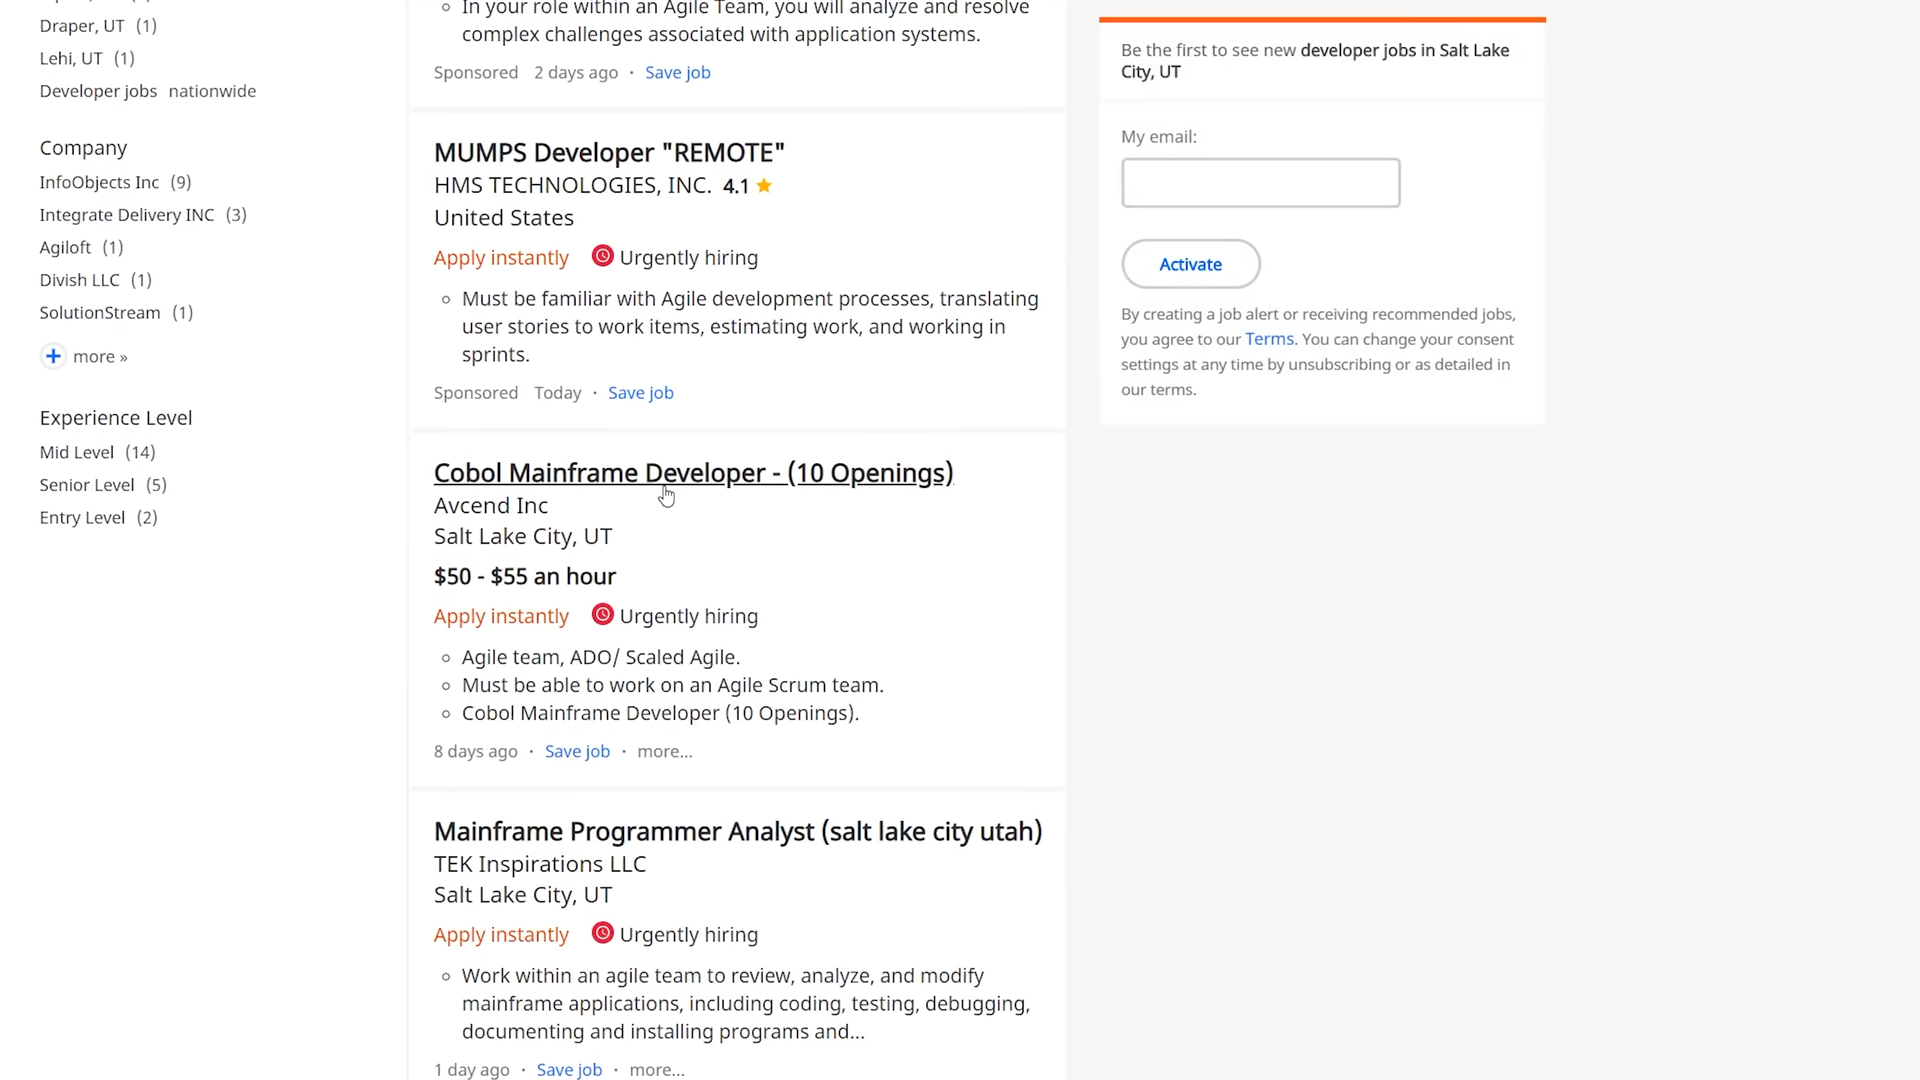 Draper, UT (1)
Lehi, UT (1)
Developer jobs nationwide
Company
InfoObjects Inc (9)
Integrate Delivery INC (3)
Agiloft (1)
Divish LLC (1)
SolutionStream (1)
+ more »
Experience Level
Mid Level (14)
Senior Level (5)
Entry Level (2)
In your role within an Agile Team, you will analyze and resolve
complex challenges associated with application systems.
Sponsored 2 days ago · Save job
MUMPS Developer "REMOTE"
HMS TECHNOLOGIES, INC. 4.1
United States
Apply instantly Urgently hiring
Must be familiar with Agile development processes, translating
user stories to work items, estimating work, and working in
sprints.
Sponsored Today · Save job
Cobol Mainframe Developer - (10 Openings)
Avcend Inc
Salt Lake City, UT
$50 - $55 an hour
Apply instantly Urgently hiring
Agile team, ADO/ Scaled Agile.
Must be able to work on an Agile Scrum team.
Cobol Mainframe Developer (10 Openings).
8 days ago · Save job · more...
Mainframe Programmer Analyst (salt lake city utah)
TEK Inspirations LLC
Salt Lake City, UT
Apply instantly Urgently hiring
Work within an agile team to review, analyze, and modify
mainframe applications, including coding, testing, debugging,
documenting and installing programs and...
1 day ago · Save job · more...
Be the first to see new developer jobs in Salt Lake
City, UT
My email:
Activate
By creating a job alert or receiving recommended jobs,
you agree to our Terms. You can change your consent
settings at any time by unsubscribing or as detailed in
our terms.